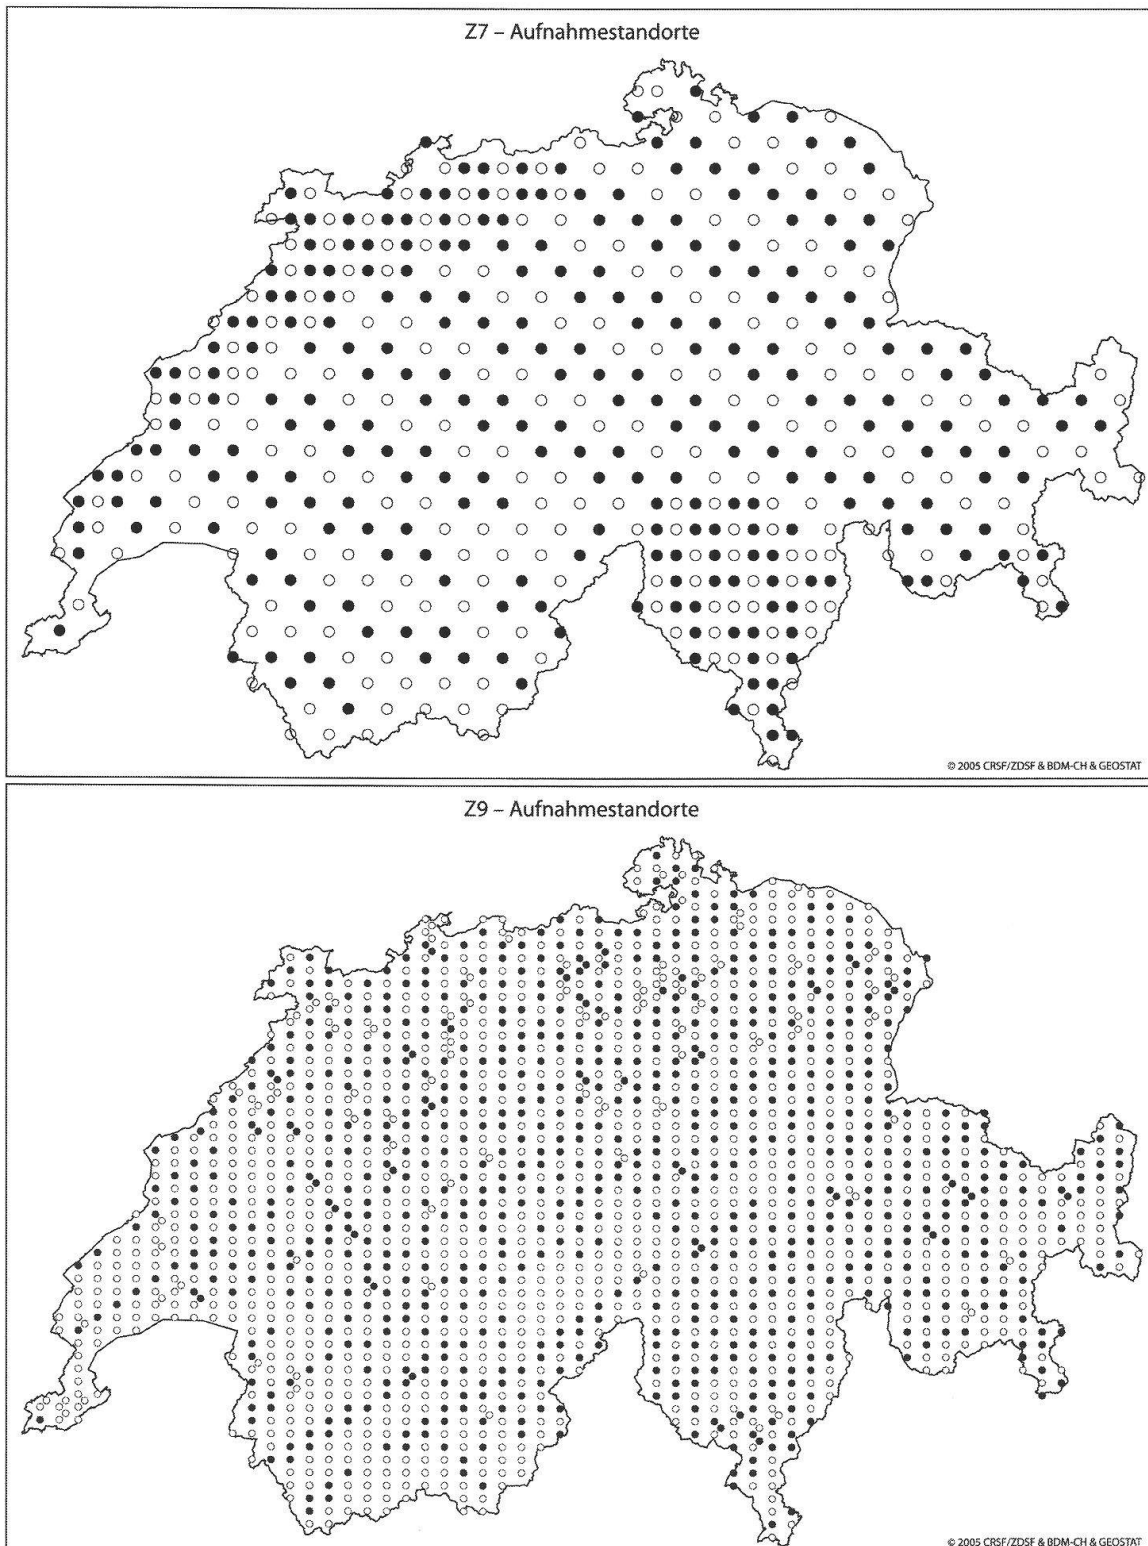 Z7 – Aufnahmestandorte
© 2005 CRSF/ZDSF & BDM-CH & GEOSTAT
Z9 – Aufnahmestandorte
© 2005 CRSF/ZDSF & BDM-CH & GEOSTAT